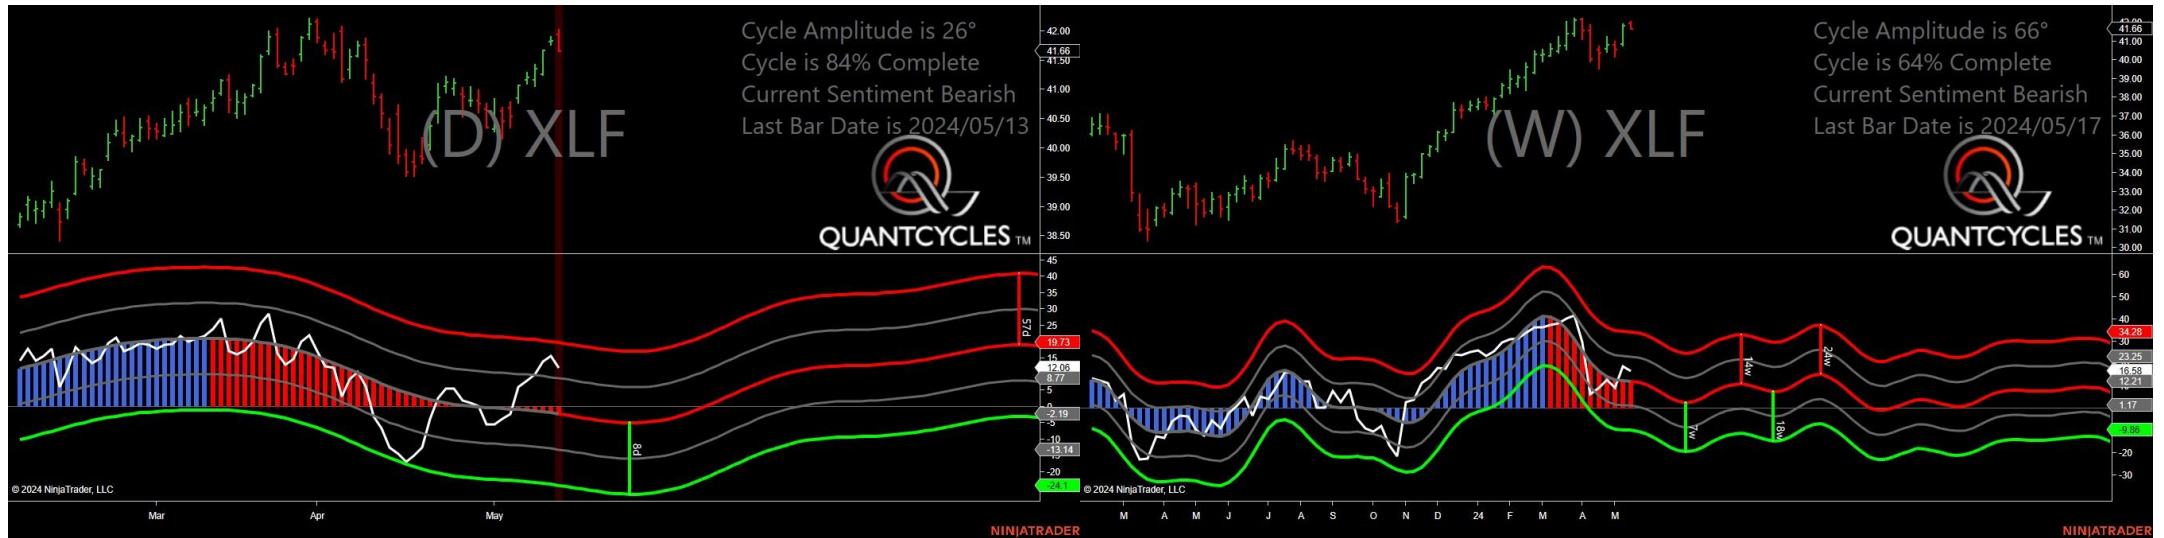 Cycle Amplitude is 26°
Cycle is 84% Complete
Current Sentiment Bearish
Last Bar Date is 2024/05/13
(D) XLF
QUANTCYCLES TM
42.00
41.66
41.50
41.00
40.50
40.00
39.50
39.00
38.50
45
40
35
30
25
19.73
15
12.06
8.77
-2.19
-5
-10
-13.14
-20
-24.1
57d
8d
© 2024 NinjaTrader, LLC
Mar
Apr
May
NINJATRADER
Cycle Amplitude is 66°
Cycle is 64% Complete
Current Sentiment Bearish
Last Bar Date is 2024/05/17
(W) XLF
QUANTCYCLES TM
42.00
41.66
41.00
40.00
39.00
38.00
37.00
36.00
35.00
34.00
33.00
32.00
31.00
30.00
60
50
40
34.28
30
23.25
16.58
12.21
1.17
-9.86
-20
-30
14w
24w
7w
18w
© 2024 NinjaTrader, LLC
M A M J J A S O N D 24 F M A M
NINJATRADER